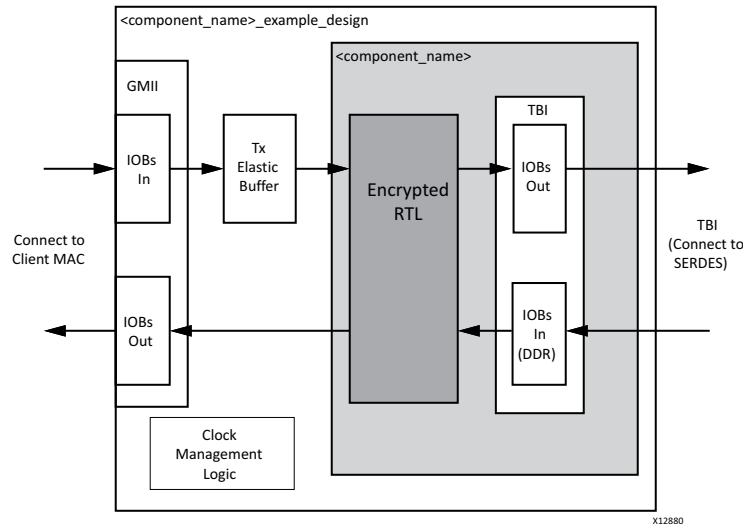 <component_name>_example_design
<component_name>
GMII
TBI
IOBs
In
Tx
Elastic
Buffer
Encrypted
RTL
IOBs
Out
Connect to
Client MAC
TBI
(Connect to
SERDES)
IOBs
Out
IOBs
In
(DDR)
Clock
Management
Logic
X12880